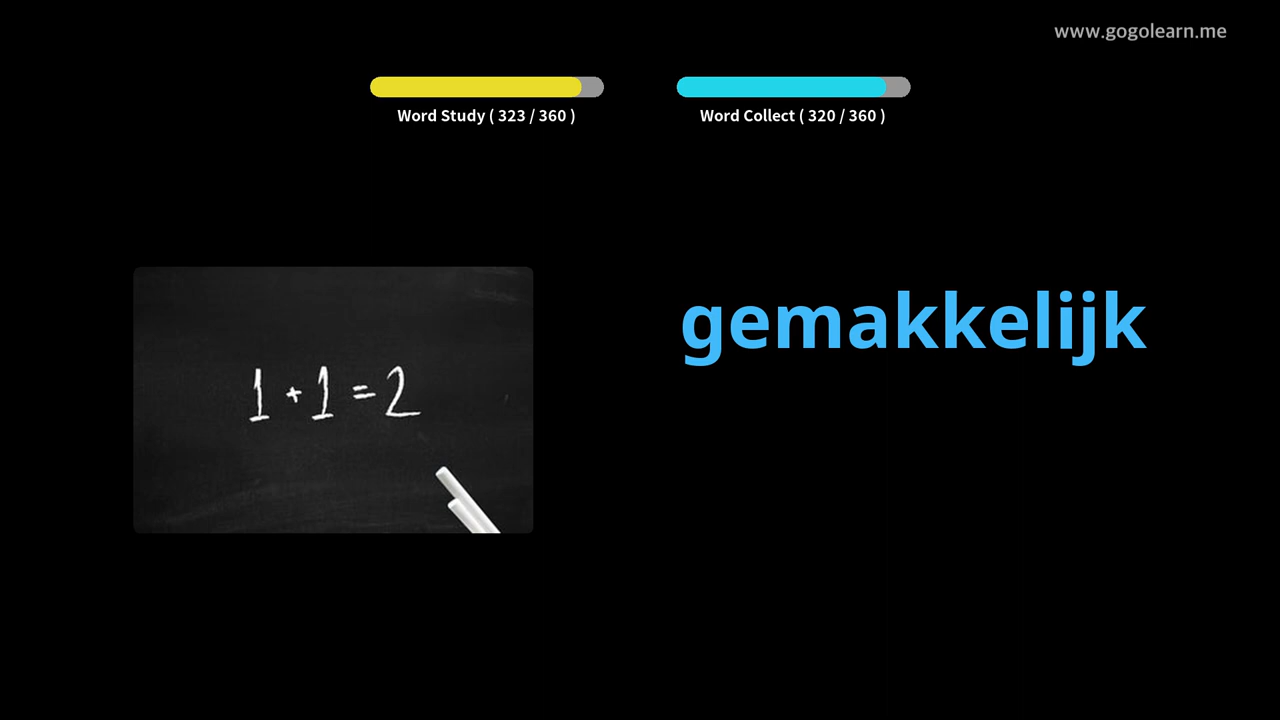 www.gogolearn.me
Word Study ( 323 / 360 )
Word Collect ( 320 / 360 )
1 + 1 = 2
gemakkelijk